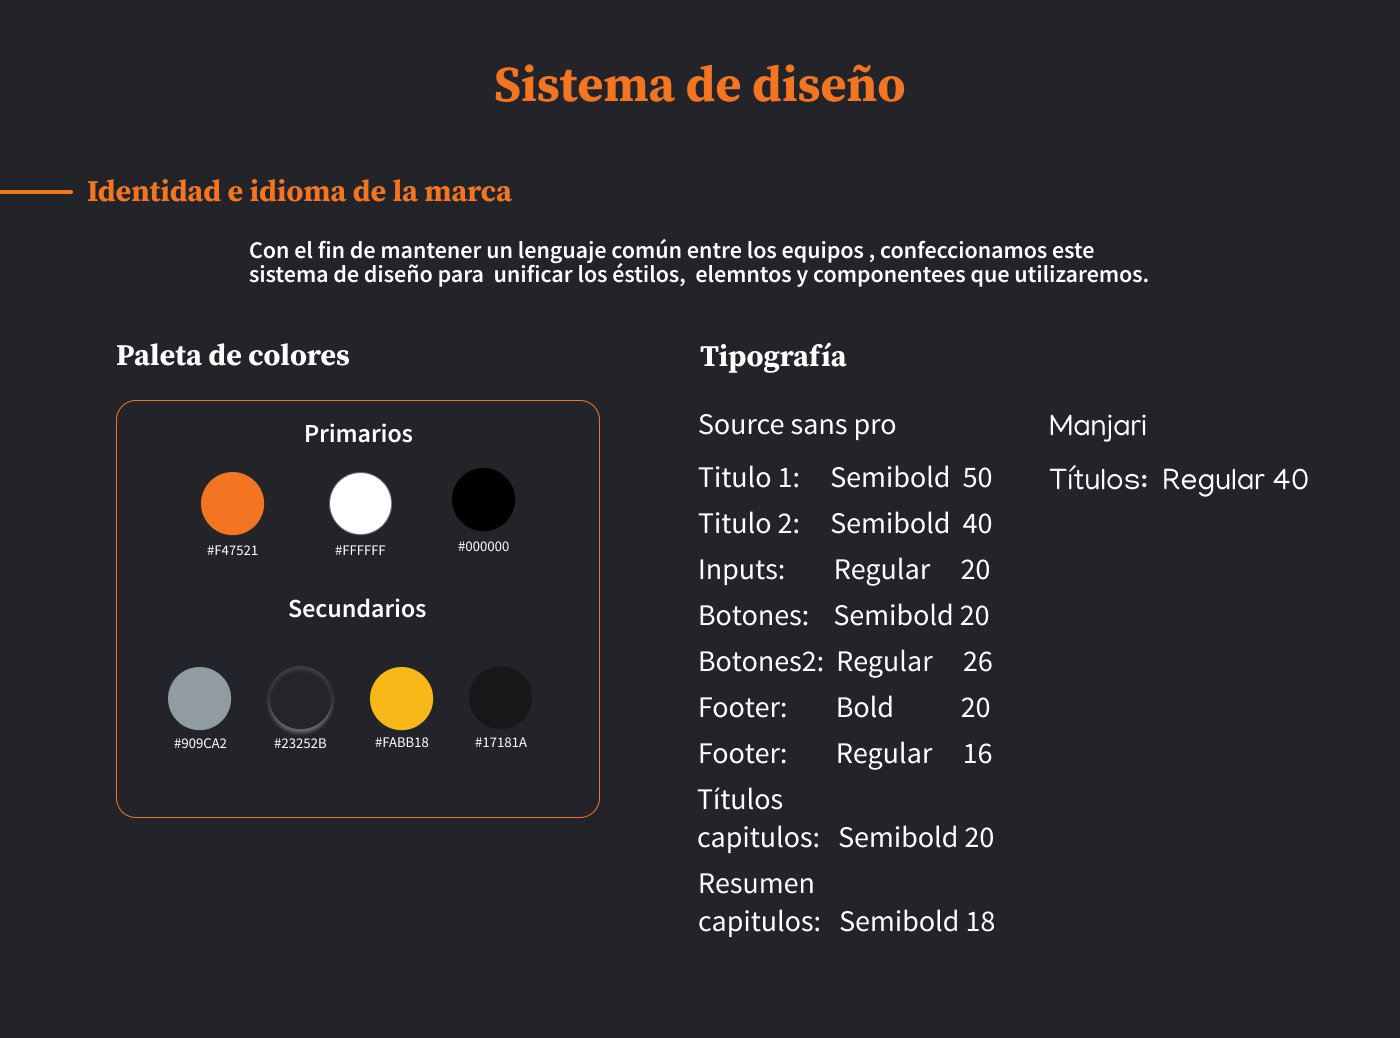 Sistema de diseño
Identidad e idioma de la marca
Con el fin de mantener un lenguaje común entre los equipos , confeccionamos este
sistema de diseño para  unificar los éstilos,  elemntos y componentees que utilizaremos.
Paleta de colores
Primarios
#F47521
#FFFFFF
#000000
Secundarios
#909CA2
#23252B
#FABB18
#17181A
Tipografía
Source sans pro
Titulo 1: Semibold 50
Titulo 2: Semibold 40
Inputs: Regular 20
Botones: Semibold 20
Botones2: Regular 26
Footer: Bold 20
Footer: Regular 16
Títulos
capitulos: Semibold 20
Resumen
capitulos: Semibold 18
Manjari
Títulos: Regular 40